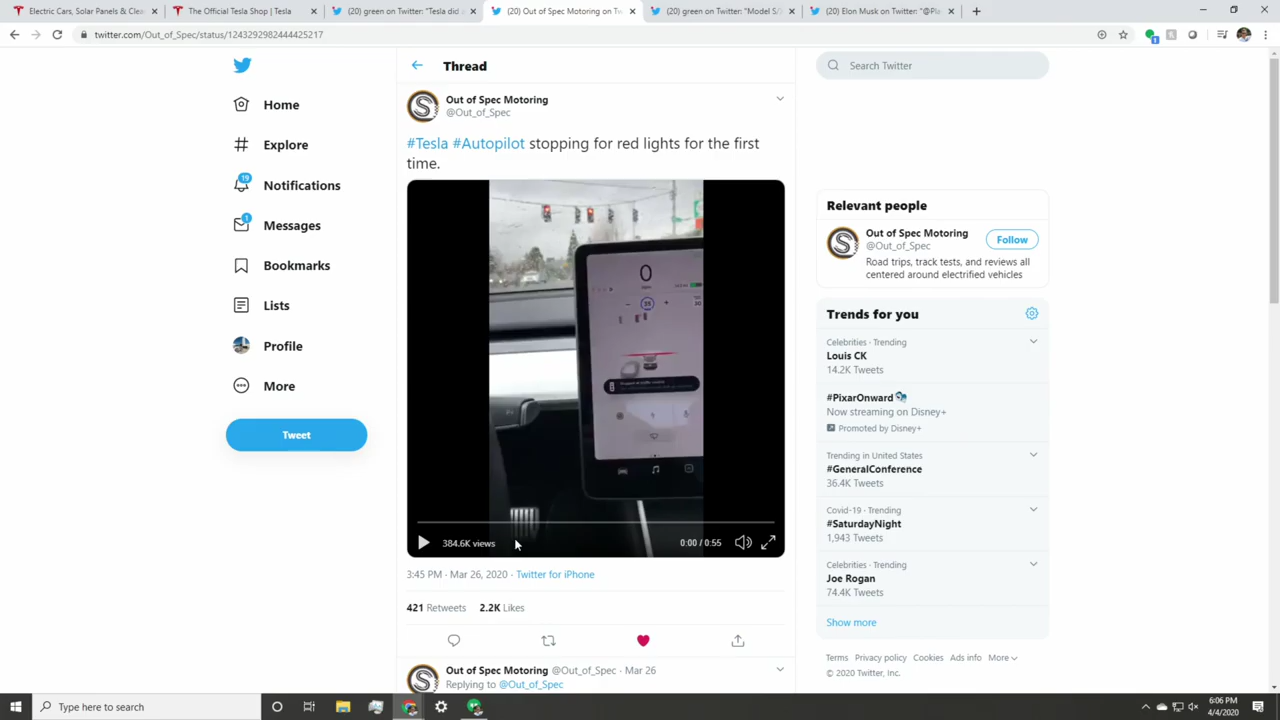 Electric Cars, Solar Panels & Clea
The Official Tesla Shop | Tesla
(20) green on Twitter: "Tesla did
(20) Out of Spec Motoring on Tw
(20) green on Twitter: "Model S/
(20) Elon Musk on Twitter: "@Ple
twitter.com/Out_of_Spec/status/1243292982444425217
Home
Explore
19
Notifications
1
Messages
Bookmarks
Lists
Profile
More
Tweet
Thread
Out of Spec Motoring
@Out_of_Spec
#Tesla #Autopilot stopping for red lights for the first
time.
0
35
384.6K views
0:00 / 0:55
3:45 PM · Mar 26, 2020 · Twitter for iPhone
421 Retweets 2.2K Likes
Out of Spec Motoring @Out_of_Spec · Mar 26
Replying to @Out_of_Spec
Search Twitter
Relevant people
Out of Spec Motoring
@Out_of_Spec
Follow
Road trips, track tests, and reviews all
centered around electrified vehicles
Trends for you
Celebrities · Trending
Louis CK
14.2K Tweets
#PixarOnward
Now streaming on Disney+
Promoted by Disney+
Trending in United States
#GeneralConference
36.4K Tweets
Covid-19 · Trending
#SaturdayNight
1,943 Tweets
Celebrities · Trending
Joe Rogan
74.4K Tweets
Show more
Terms Privacy policy Cookies Ads info More
© 2020 Twitter, Inc.
Type here to search
6:06 PM
4/4/2020